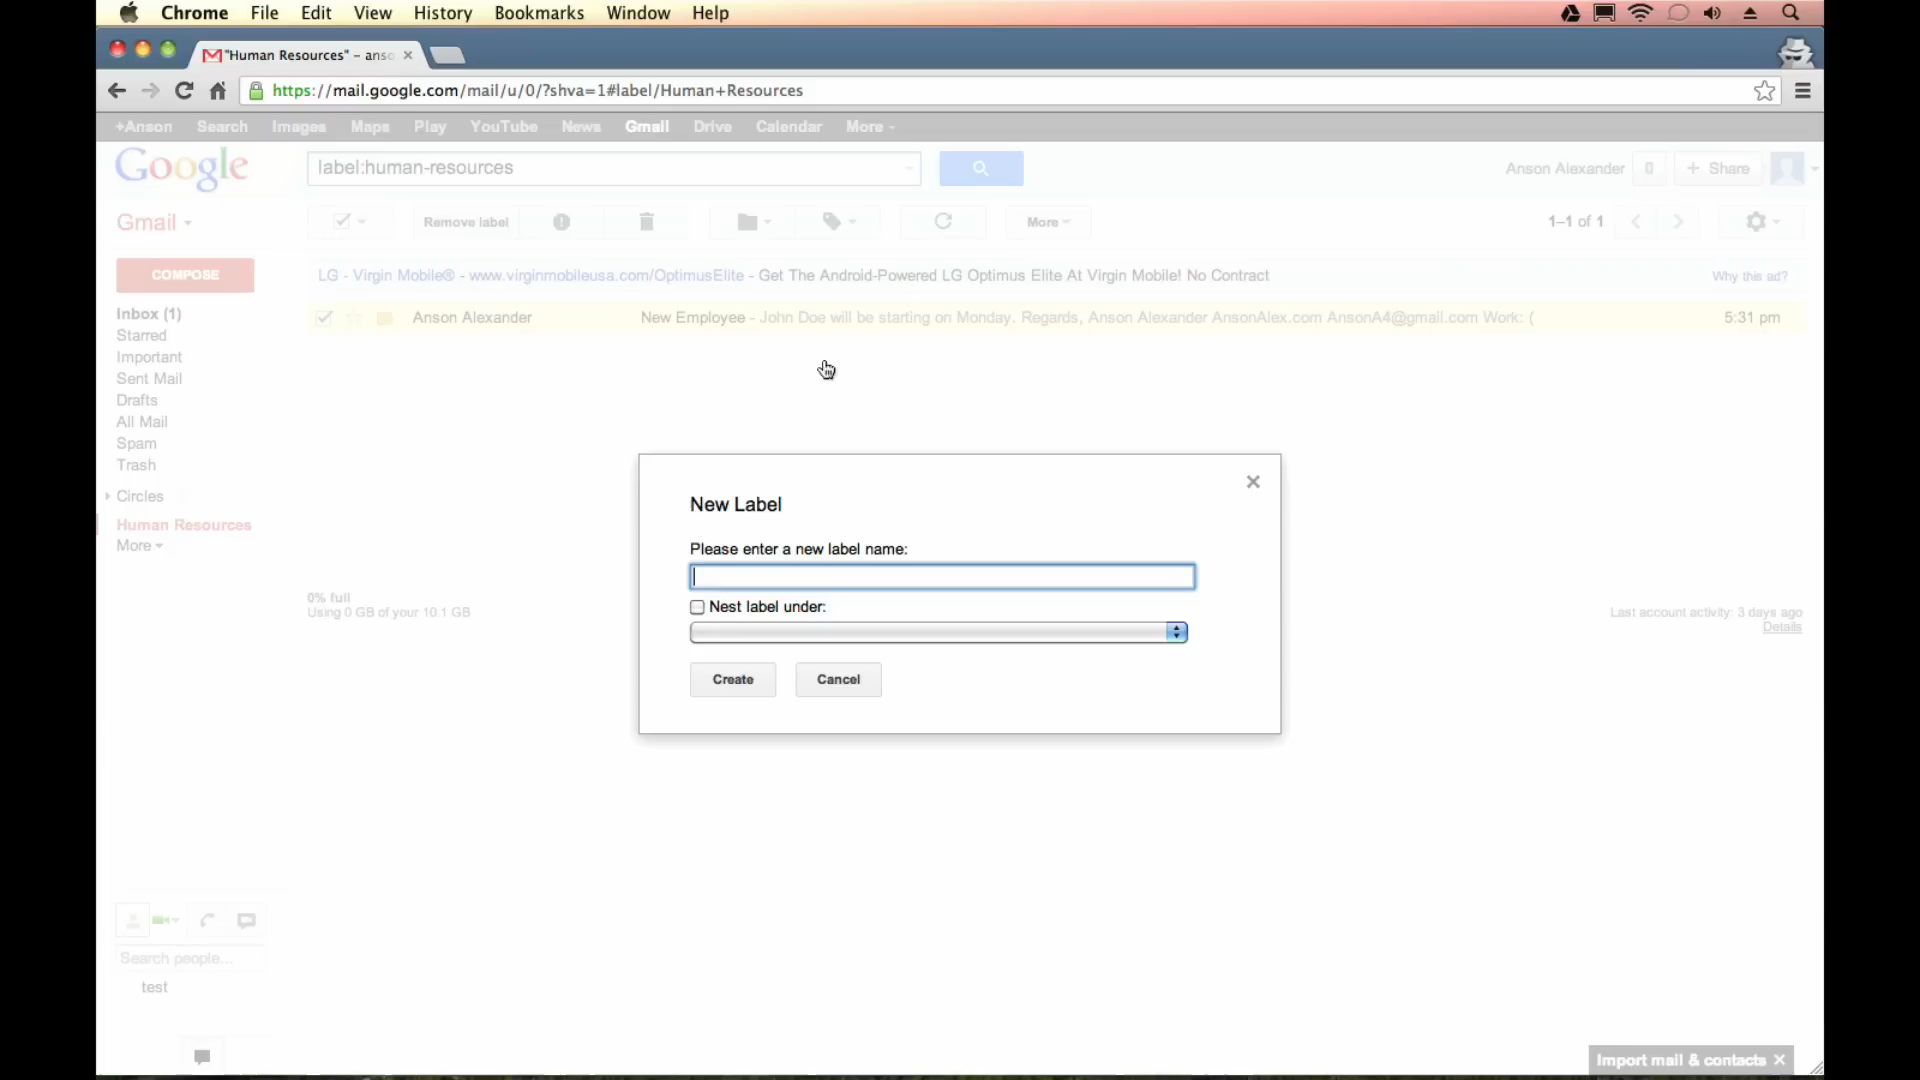 Chrome File Edit View History Bookmarks Window Help
"Human Resources" - anso
https://mail.google.com/mail/u/0/?shva=1#label/Human+Resources
+Anson Search Images Maps Play YouTube News Gmail Drive Calendar More
Google label:human-resources Anson Alexander 0 + Share
Gmail Remove label More 1–1 of 1
COMPOSE LG - Virgin Mobile® - www.virginmobileusa.com/OptimusElite - Get The Android-Powered LG Optimus Elite At Virgin Mobile! No Contract Why this ad?
Inbox (1) Anson Alexander New Employee - John Doe will be starting on Monday. Regards, Anson Alexander AnsonAlex.com AnsonA4@gmail.com Work: ( 5:31 pm
Starred
Important
Sent Mail
Drafts
All Mail
Spam
Trash
Circles
Human Resources
More
New Label
Please enter a new label name:
Nest label under:
Create Cancel
0% full
Using 0 GB of your 10.1 GB
Last account activity: 3 days ago
Details
Search people...
test
Import mail & contacts ×